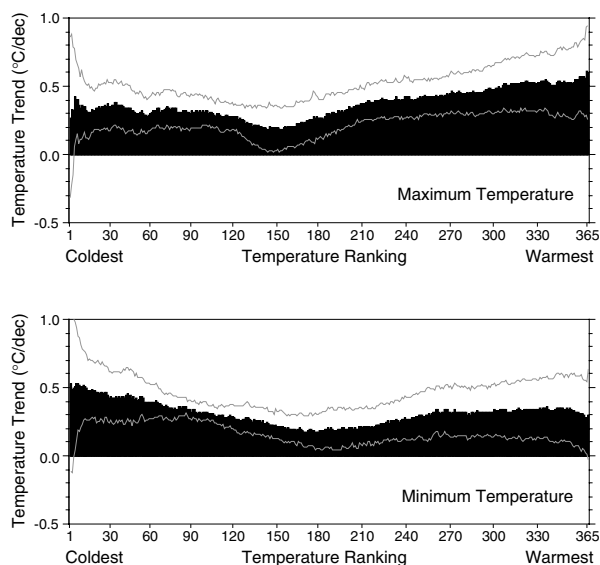 Temperature Trend (°C/dec)
1.0
0.5
0.0
-0.5
Maximum Temperature
1 30 60 90 120 150 180 210 240 270 300 330 365
Coldest Temperature Ranking Warmest
Temperature Trend (°C/dec)
1.0
0.5
0.0
-0.5
Minimum Temperature
1 30 60 90 120 150 180 210 240 270 300 330 365
Coldest Temperature Ranking Warmest